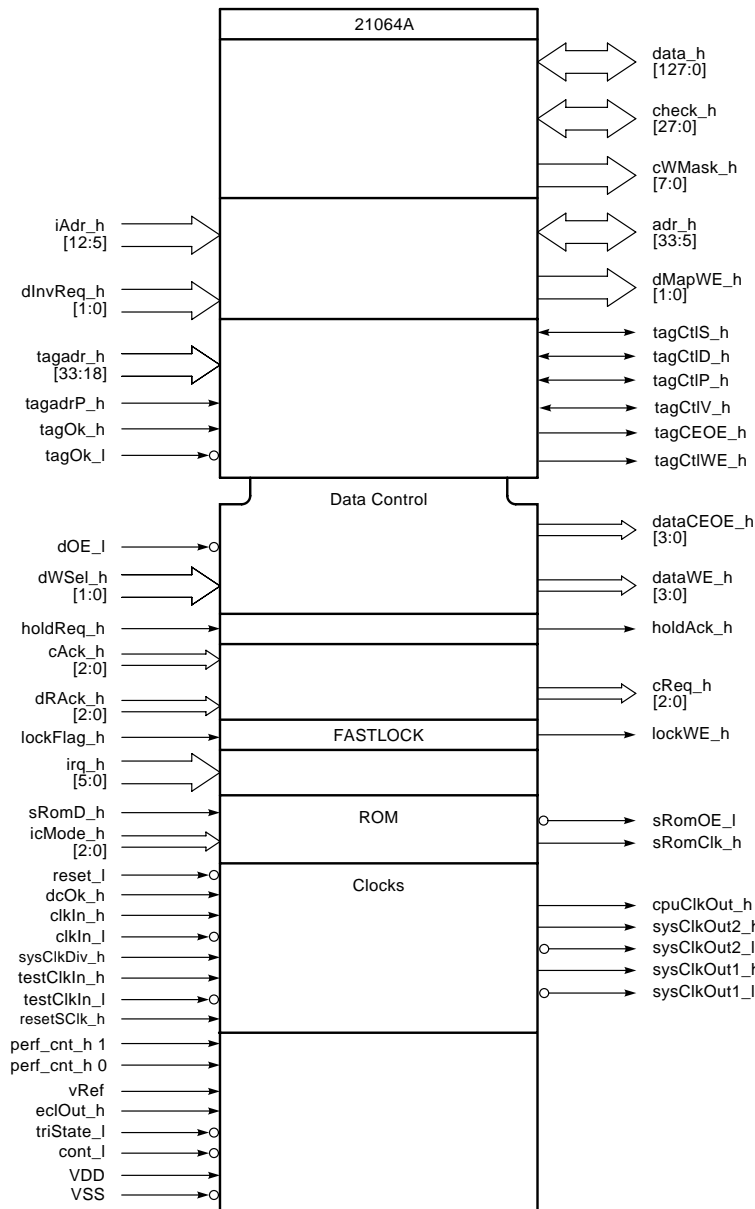 21064A
data_h
[127:0]
check_h
[27:0]
cWMask_h
[7:0]
iAdr_h
[12:5]
adr_h
[33:5]
dInvReq_h
[1:0]
dMapWE_h
[1:0]
tagadr_h
[33:18]
tagCtlS_h
tagCtlD_h
tagCtlP_h
tagadrP_h
tagCtlV_h
tagOk_h
tagCEOE_h
tagOk_l
tagCtlWE_h
Data Control
dOE_l
dataCEOE_h
[3:0]
dWSel_h
[1:0]
dataWE_h
[3:0]
holdReq_h
holdAck_h
cAck_h
[2:0]
dRAck_h
[2:0]
cReq_h
[2:0]
lockFlag_h
FASTLOCK
lockWE_h
irq_h
[5:0]
sRomD_h
ROM
sRomOE_l
icMode_h
[2:0]
sRomClk_h
reset_l
Clocks
dcOk_h
clkIn_h
cpuClkOut_h
clkIn_l
sysClkOut2_h
sysClkDiv_h
sysClkOut2_l
testClkIn_h
sysClkOut1_h
testClkIn_l
sysClkOut1_l
resetSClk_h
perf_cnt_h 1
perf_cnt_h 0
vRef
eclOut_h
triState_l
cont_l
VDD
VSS